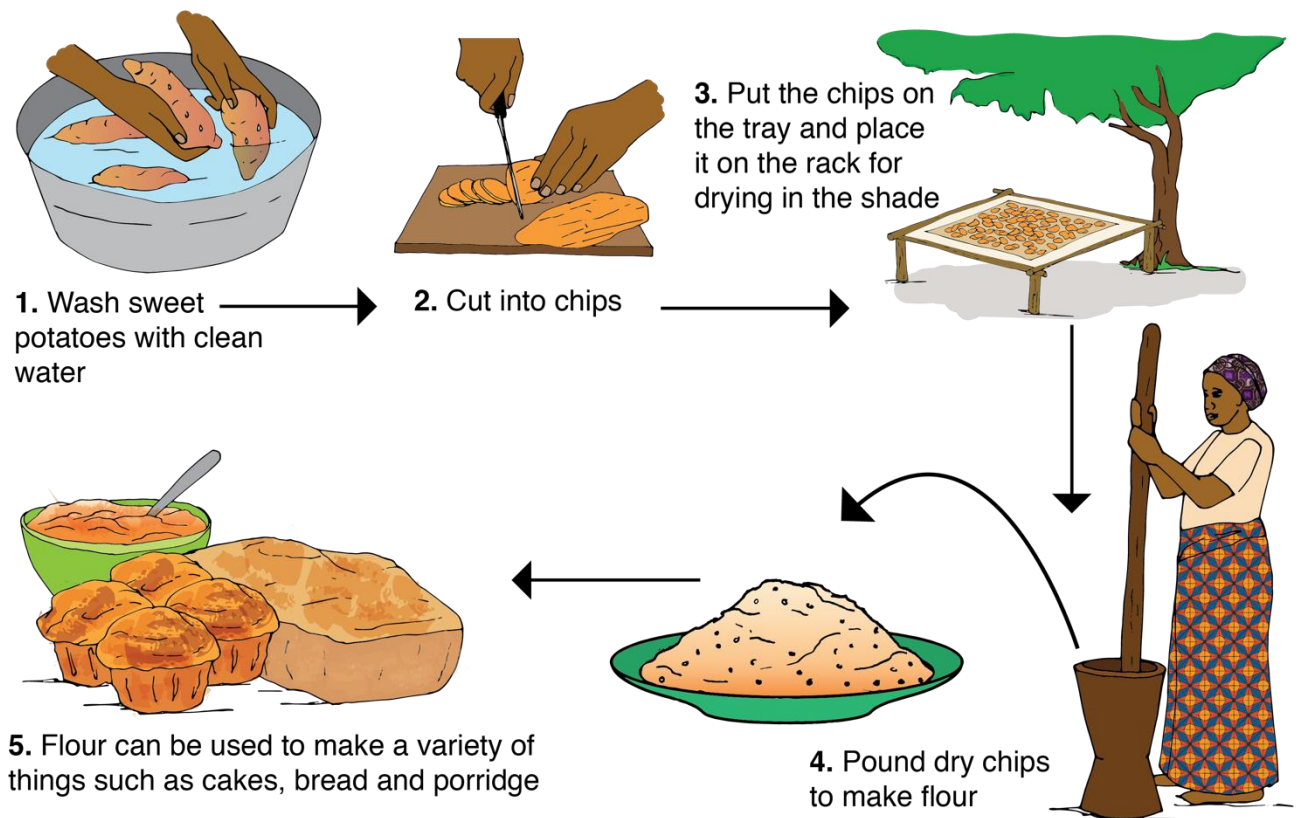 1. Wash sweet
potatoes with clean
water
2. Cut into chips
3. Put the chips on
the tray and place
it on the rack for
drying in the shade
4. Pound dry chips
to make flour
5. Flour can be used to make a variety of
things such as cakes, bread and porridge